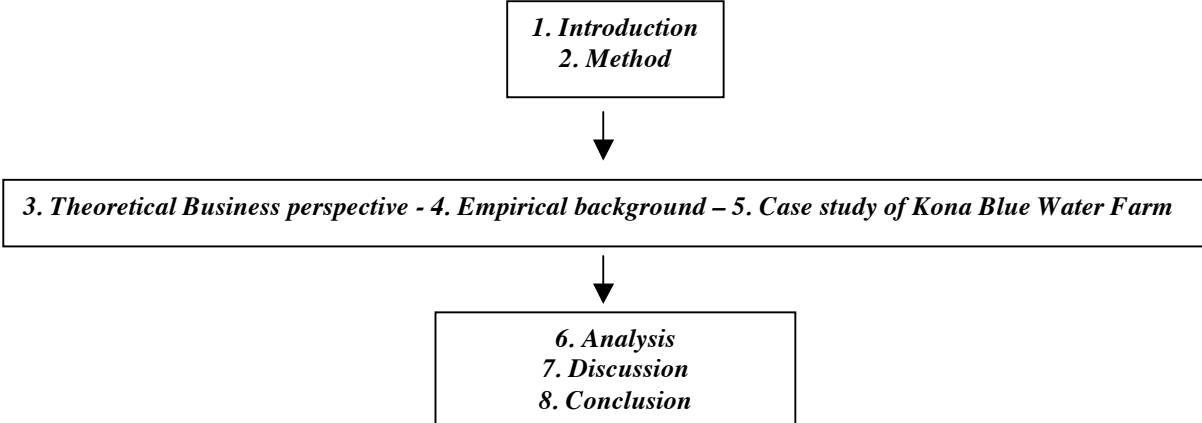 1. Introduction
2. Method
3. Theoretical Business perspective - 4. Empirical background – 5. Case study of Kona Blue Water Farm
6. Analysis
7. Discussion
8. Conclusion